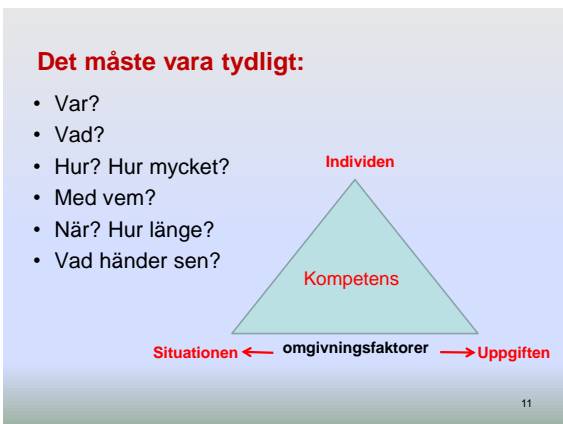 Det måste vara tydligt:
• Var?
• Vad?
• Hur? Hur mycket?
• Med vem?
• När? Hur länge?
• Vad händer sen?
Individen
Kompetens
Situationen
omgivningsfaktorer
Uppgiften
11